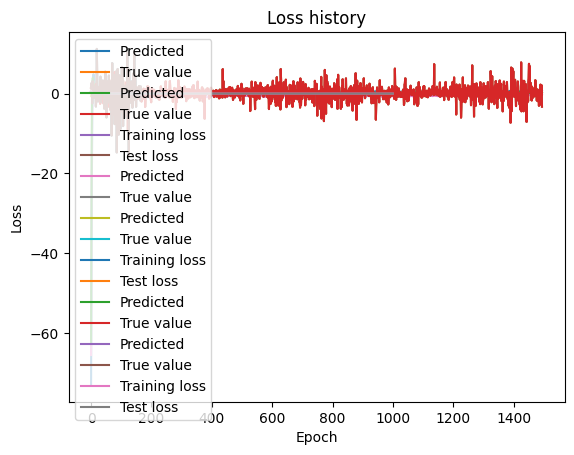 Loss history
Predicted
True value
Predicted
True value
Training loss
Test loss
Predicted
True value
Predicted
True value
Training loss
Test loss
Predicted
True value
Predicted
True value
Training loss
Test loss
0
−20
−40
−60
Loss
0
200
400
600
800
1000
1200
1400
Epoch